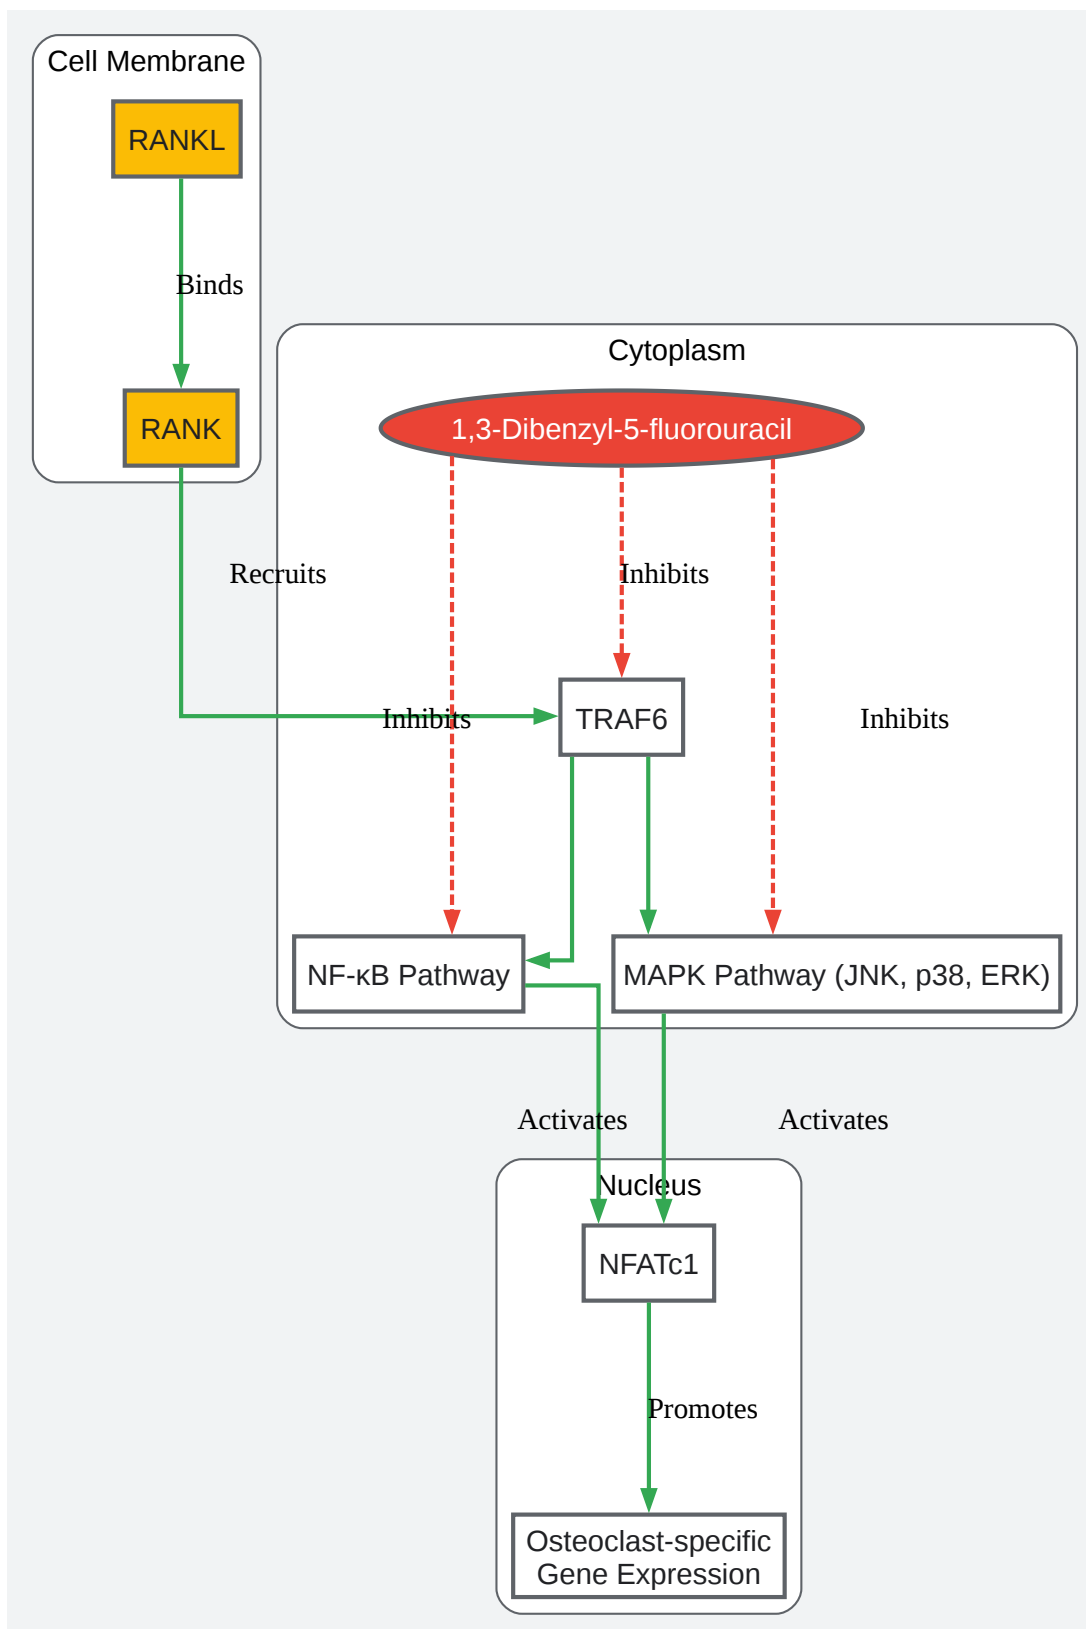 Cell Membrane
RANKL
Binds
Cytoplasm
RANK
1,3-Dibenzyl-5-fluorouracil
Recruits
Inhibits
Inhibits
TRAF6
Inhibits
NF-κB Pathway
MAPK Pathway (JNK, p38, ERK)
Activates
Activates
Nucleus
NFATc1
Promotes
Osteoclast-specific
Gene Expression